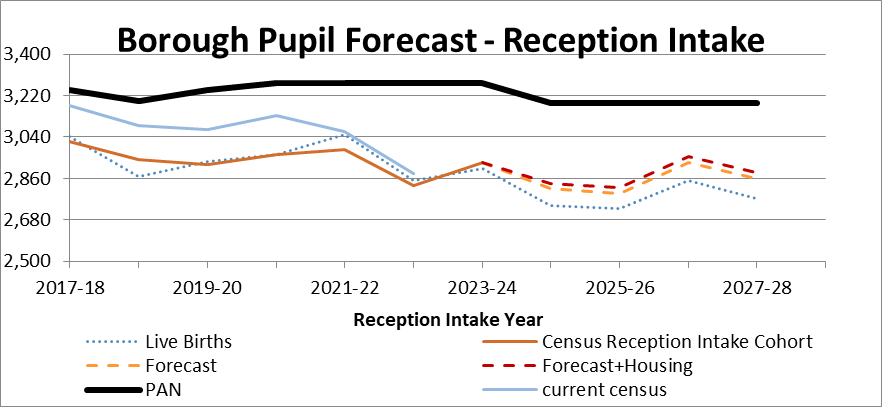 Borough Pupil Forecast - Reception Intake
3,400
3,220
3,040
2,860
2,680
2,500
2017-18 2019-20 2021-22 2023-24 2025-26 2027-28
Reception Intake Year
Live Births Census Reception Intake Cohort
Forecast Forecast+Housing
PAN current census